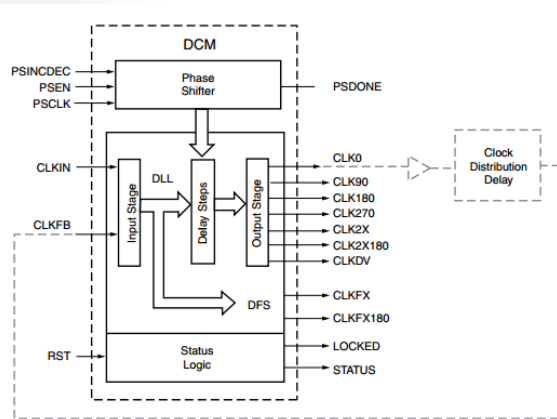 DCM
PSINCDEC
PSEN
PSCLK
Phase
Shifter
PSDONE
CLKIN
CLKFB
Input Stage
DLL
Delay Steps
Output Stage
DFS
CLK0
CLK90
CLK180
CLK270
CLK2X
CLK2X180
CLKDV
CLKFX
CLKFX180
Clock
Distribution
Delay
RST
Status
Logic
LOCKED
STATUS